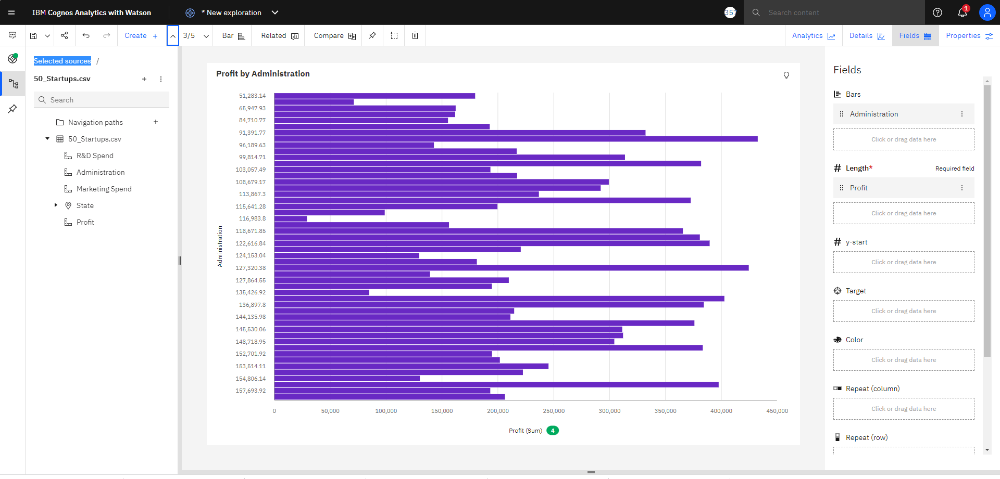 IBM Cognos Analytics with Watson
* New exploration
357
Search content
1
Create +
3/5
Bar
Related
Compare
Analytics
Details
Fields
Properties
Selected sources /
50_Startups.csv
Search
Navigation paths
50_Startups.csv
R&D Spend
Administration
Marketing Spend
State
Profit
Profit by Administration
Administration
51,283.14
65,947.93
84,710.77
91,391.77
96,189.63
99,814.71
103,057.49
108,679.17
113,867.3
115,641.28
116,983.8
118,671.85
122,616.84
124,153.04
127,320.38
127,864.55
135,426.92
136,897.8
144,135.98
145,530.06
148,718.95
152,701.92
153,514.11
154,806.14
157,693.92
0 50,000 100,000 150,000 200,000 250,000 300,000 350,000 400,000 450,000
Profit (Sum) 4
Fields
Bars
Administration
Click or drag data here
Length* Required field
Profit
Click or drag data here
y-start
Click or drag data here
Target
Click or drag data here
Color
Click or drag data here
Repeat (column)
Click or drag data here
Repeat (row)